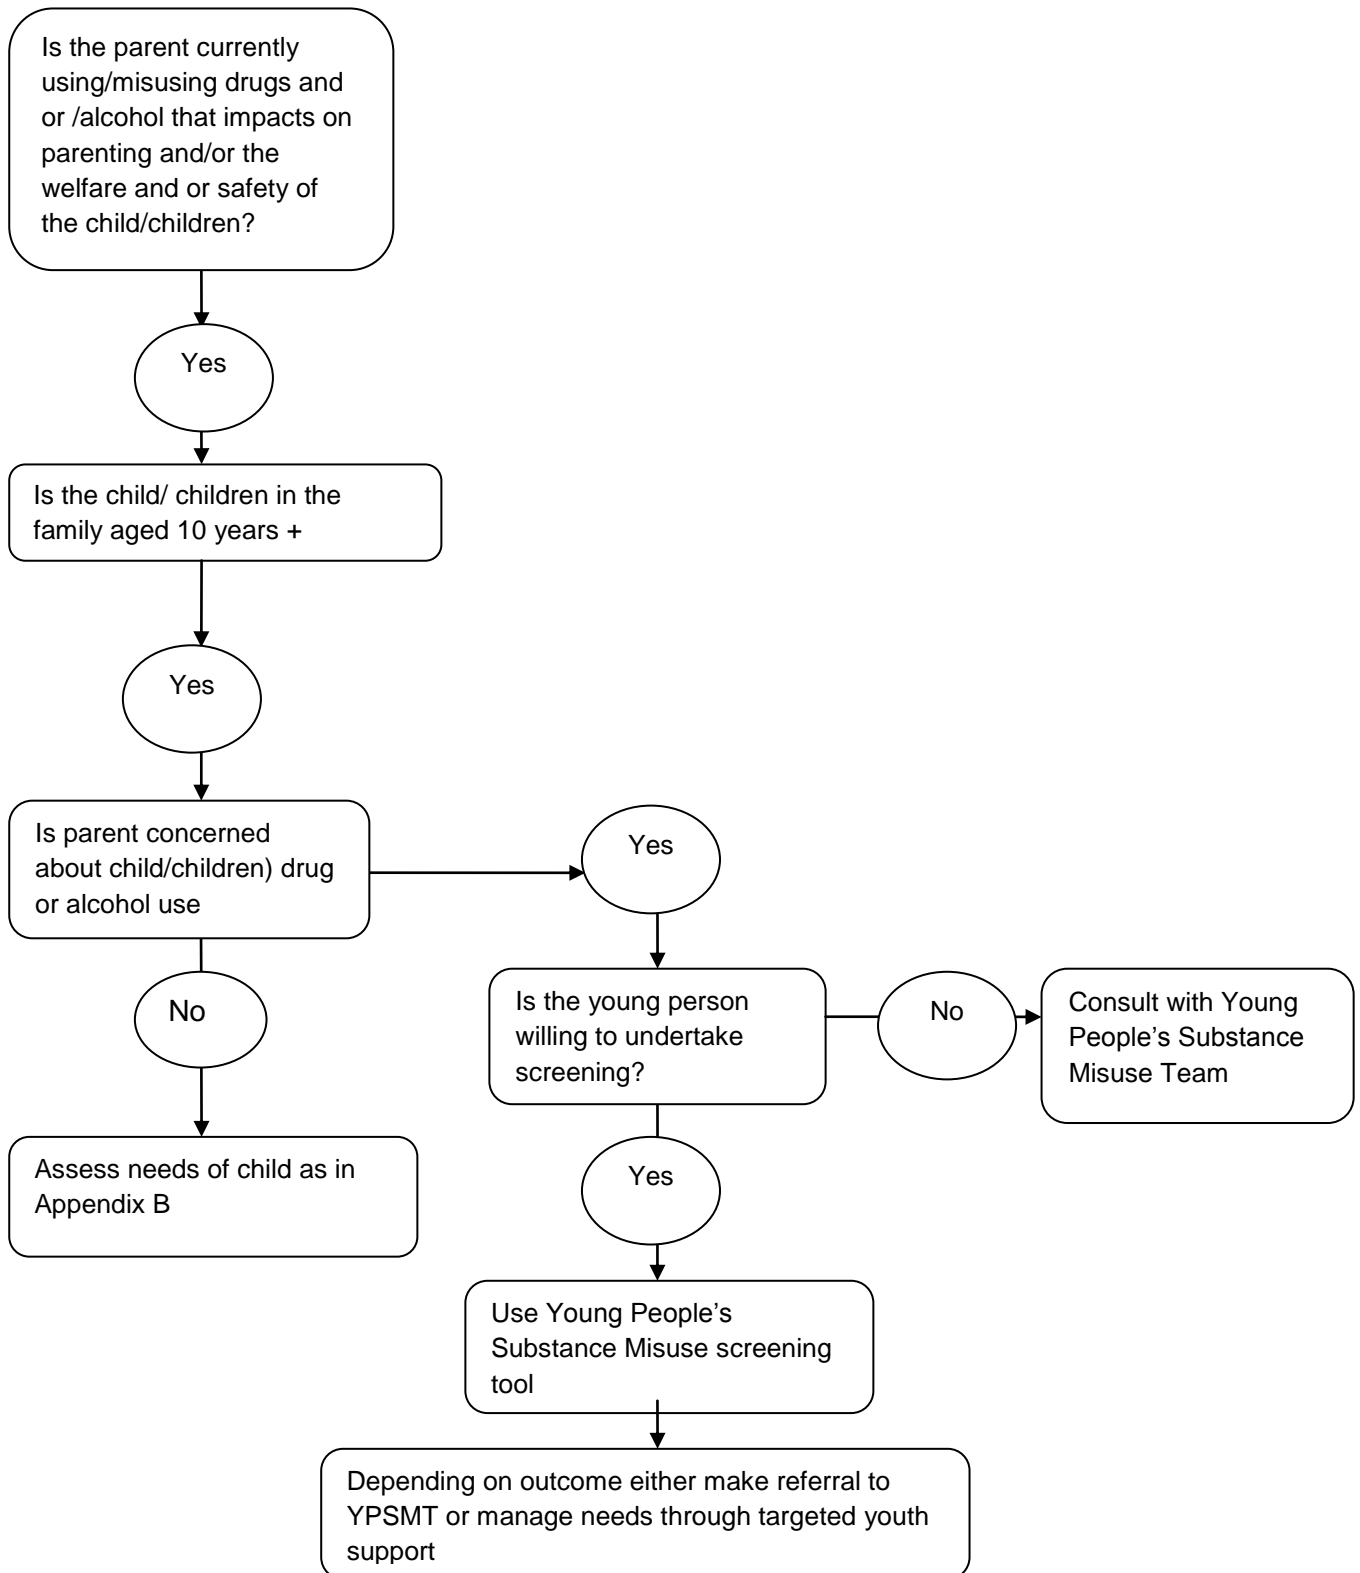 Is the parent currently
using/misusing drugs and
or /alcohol that impacts on
parenting and/or the
welfare and or safety of
the child/children?
Yes
Is the child/ children in the
family aged 10 years +
Yes
Is parent concerned
about child/children) drug
or alcohol use
Yes
No
Is the young person
willing to undertake
screening?
No
Consult with Young
People’s Substance
Misuse Team
Assess needs of child as in
Appendix B
Yes
Use Young People’s
Substance Misuse screening
tool
Depending on outcome either make referral to
YPSMT or manage needs through targeted youth
support